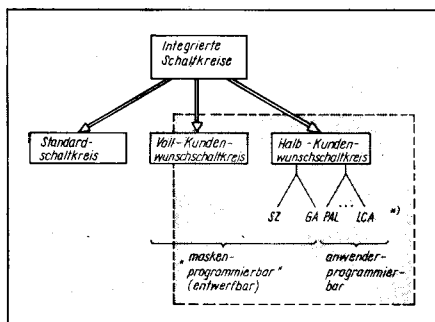 Integrierte
Schaltkreise
Standard-
schaltkreis
Voll-Kunden-
wunschschaltkreis
Halb-Kunden-
wunschschaltkreis
SZ GA PAL ... LCA *)
"masken-
programmierbar"
(entwerfbar)
anwender-
programmier-
bar